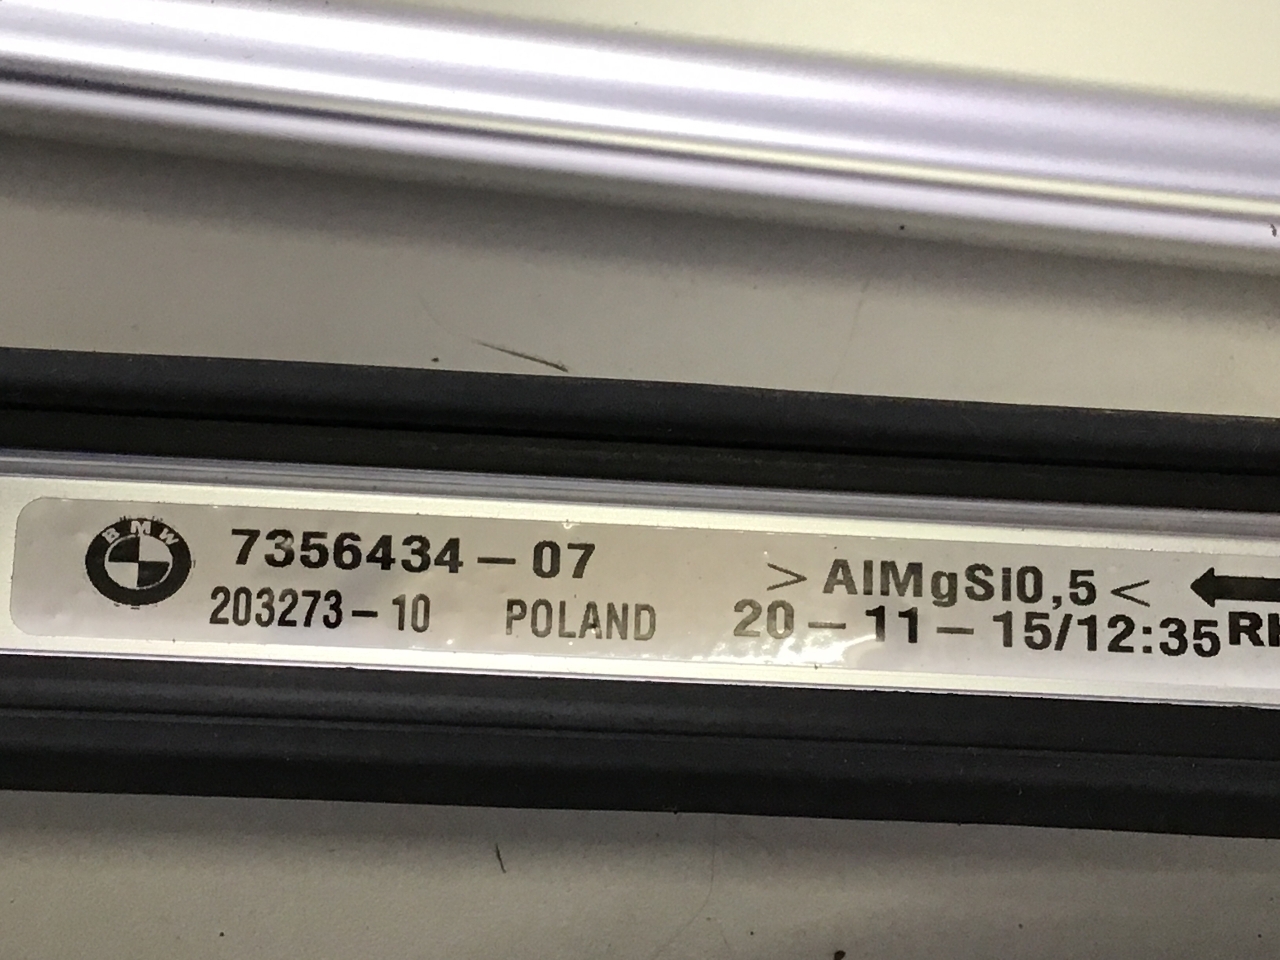 BMW
7356434-07 >AlMgSi0,5<
203273-10 POLAND 20-11-15/12:35